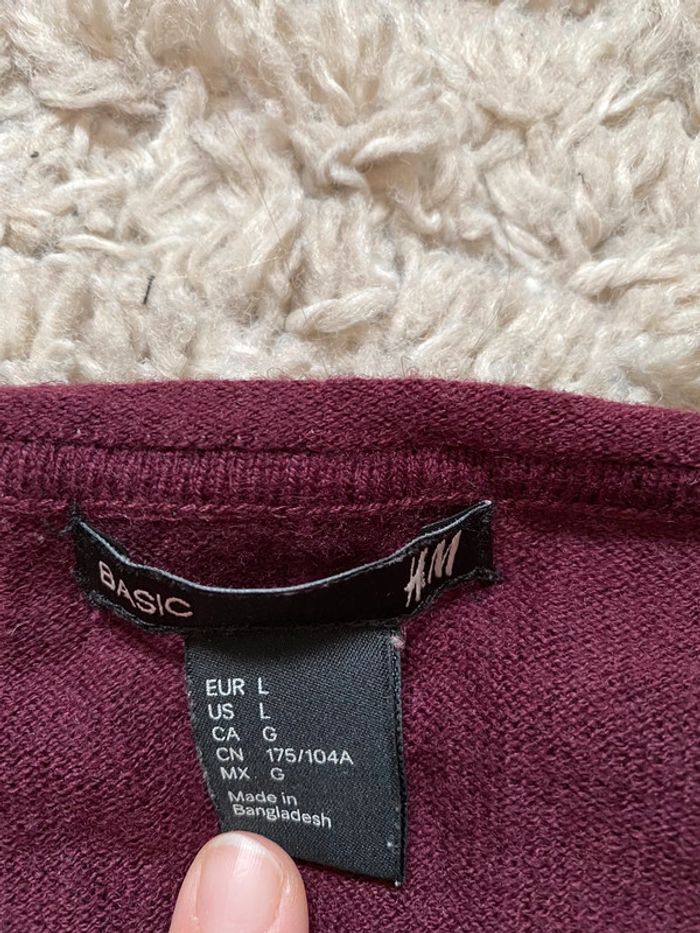 BASIC H&M
EUR L
US L
CA G
CN 175/104A
MX G
Made in
Bangladesh